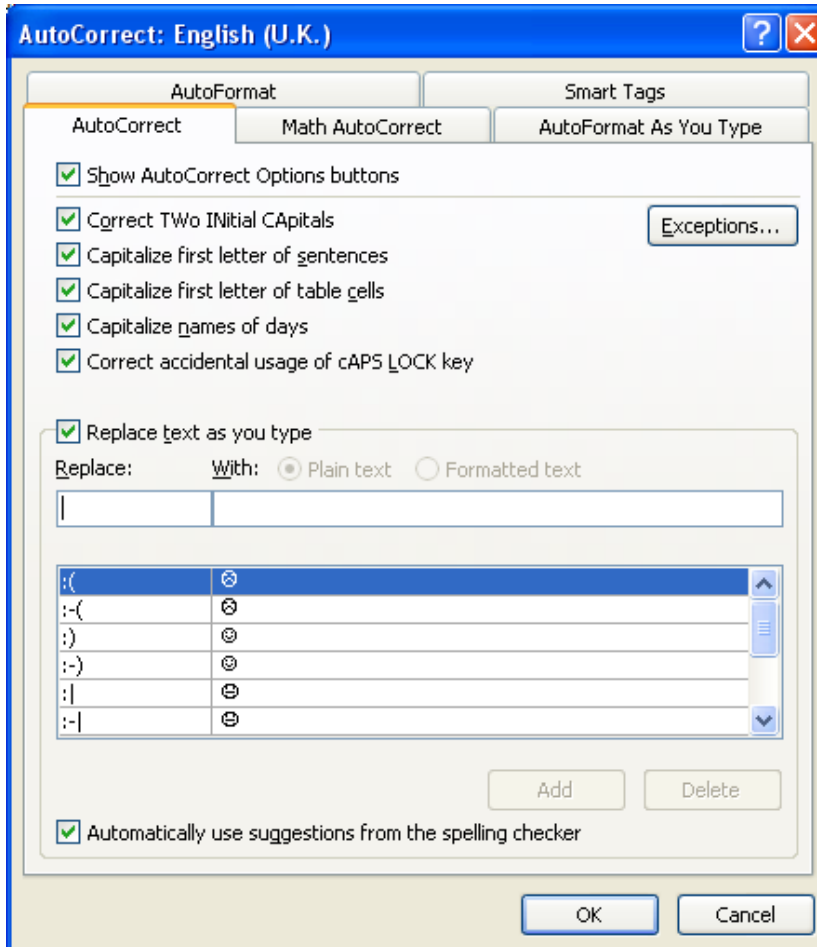 AutoCorrect: English (U.K.)
AutoFormat Smart Tags
AutoCorrect Math AutoCorrect AutoFormat As You Type
Show AutoCorrect Options buttons
Correct TWo INitial CApitals Exceptions...
Capitalize first letter of sentences
Capitalize first letter of table cells
Capitalize names of days
Correct accidental usage of cAPS LOCK key
Replace text as you type
Replace: With: Plain text Formatted text
:( ☹
:-( ☹
:) ☺
:-) ☺
:| 😐
:-| 😐
Add Delete
Automatically use suggestions from the spelling checker
OK Cancel